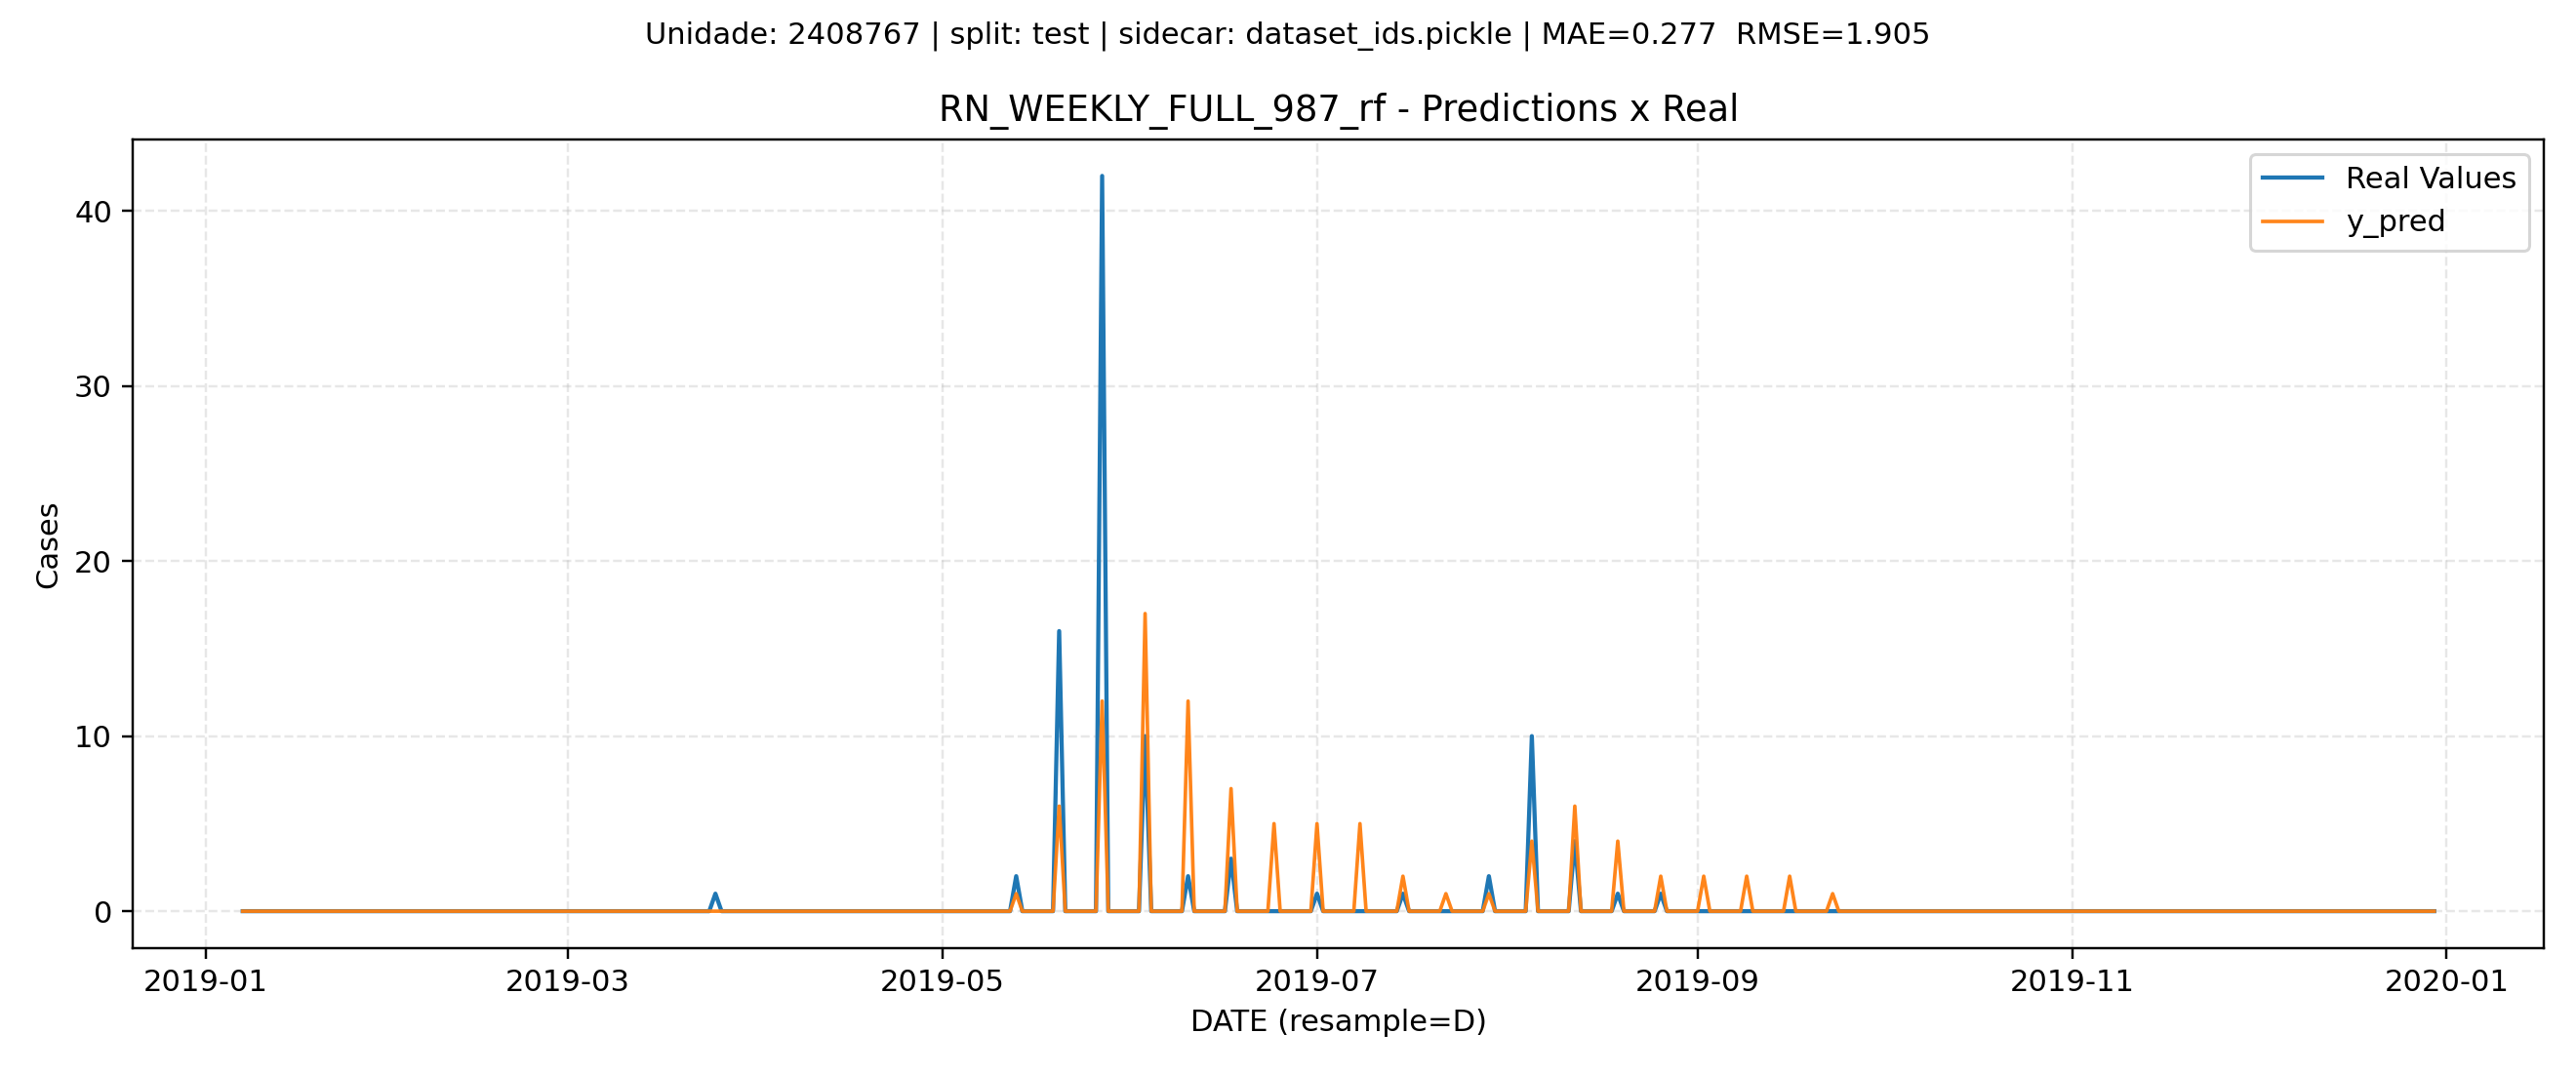 Unidade: 2408767 | split: test | sidecar: dataset_ids.pickle | MAE=0.277  RMSE=1.905
RN_WEEKLY_FULL_987_rf - Predictions x Real
Real Values
y_pred
40
30
20
10
0
Cases
2019-01
2019-03
2019-05
2019-07
2019-09
2019-11
2020-01
DATE (resample=D)